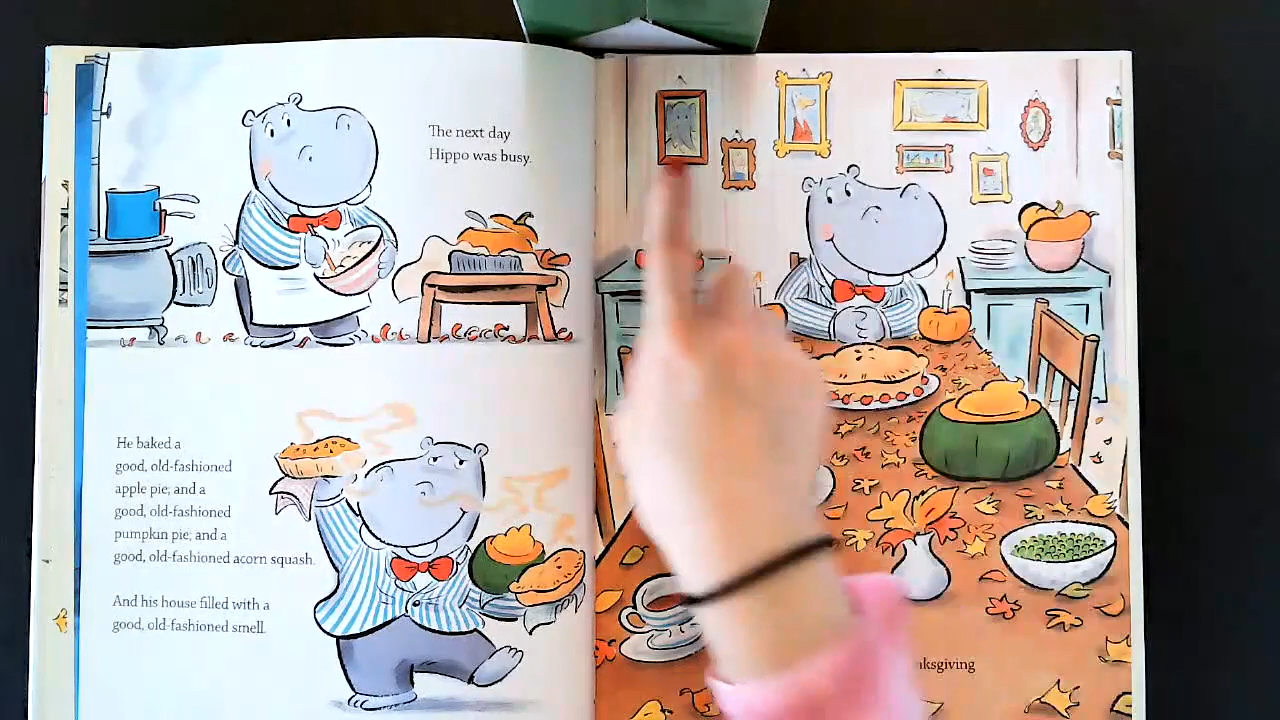 The next day
Hippo was busy.
He baked a
good, old-fashioned
apple pie; and a
good, old-fashioned
pumpkin pie; and a
good, old-fashioned acorn squash.
And his house filled with a
good, old-fashioned smell.